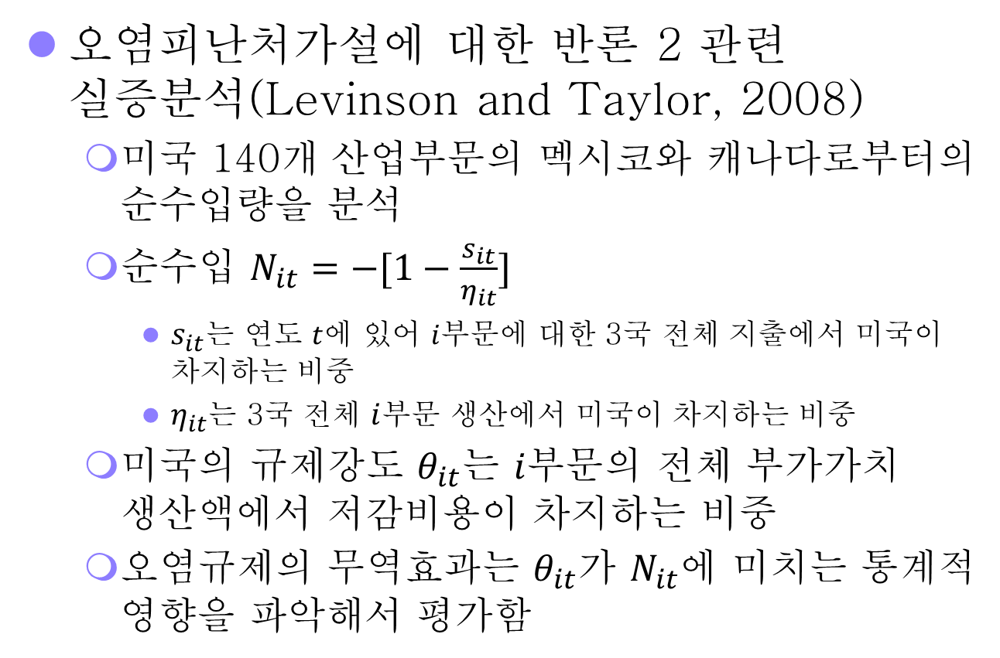 ● 오염피난처가설에 대한 반론 2 관련
실증분석(Levinson and Taylor, 2008)
○미국 140개 산업부문의 멕시코와 캐나다로부터의
순수입량을 분석
○순수입 $N_{it} = -[1 - \frac{s_{it}}{\eta_{it}}]$
● $s_{it}$는 연도 $t$에 있어 $i$부문에 대한 3국 전체 지출에서 미국이
차지하는 비중
● $\eta_{it}$는 3국 전체 $i$부문 생산에서 미국이 차지하는 비중
○미국의 규제강도 $\theta_{it}$는 $i$부문의 전체 부가가치
생산액에서 저감비용이 차지하는 비중
○오염규제의 무역효과는 $\theta_{it}$가 $N_{it}$에 미치는 통계적
영향을 파악해서 평가함